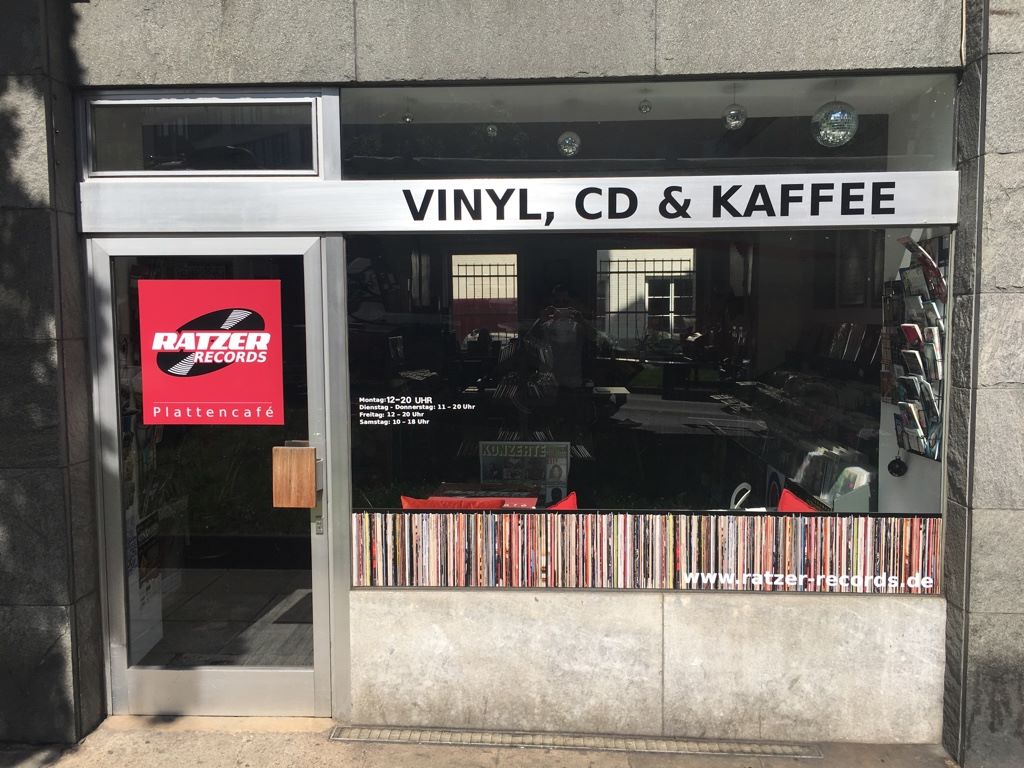 VINYL, CD & KAFFEE
RATZER
RECORDS
Plattencafé
Montag: 12-20 UHR
Dienstag - Donnerstag: 11 - 20 Uhr
Freitag: 12 - 20 Uhr
Samstag: 10 - 18 Uhr
KONZERTE
www.ratzer-records.de